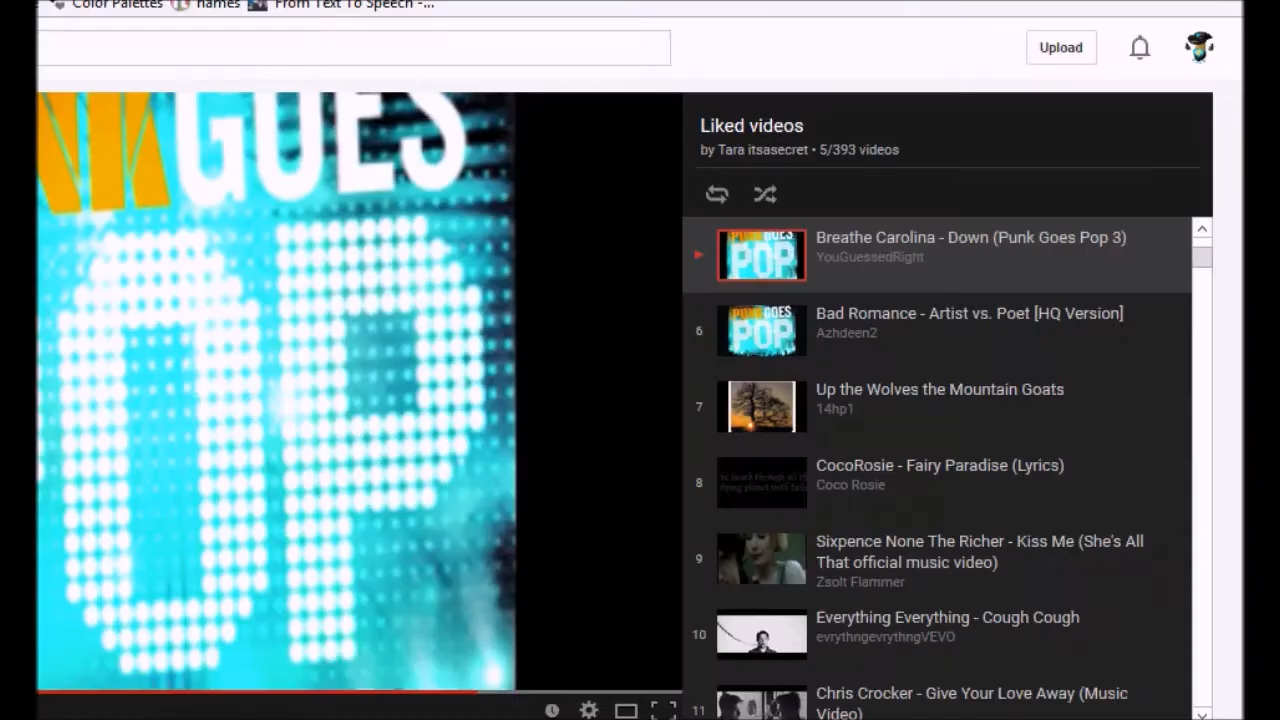 Color Palettes names From Text To Speech -...
Upload
GOES
OP
Liked videos
by Tara itsasecret • 5/393 videos
Breathe Carolina - Down (Punk Goes Pop 3)
YouGuessedRight
6
Bad Romance - Artist vs. Poet [HQ Version]
Azhdeen2
7
Up the Wolves the Mountain Goats
14hp1
8
CocoRosie - Fairy Paradise (Lyrics)
Coco Rosie
9
Sixpence None The Richer - Kiss Me (She's All
That official music video)
Zsolt Flammer
10
Everything Everything - Cough Cough
evrythngevrythngVEVO
11
Chris Crocker - Give Your Love Away (Music
Video)